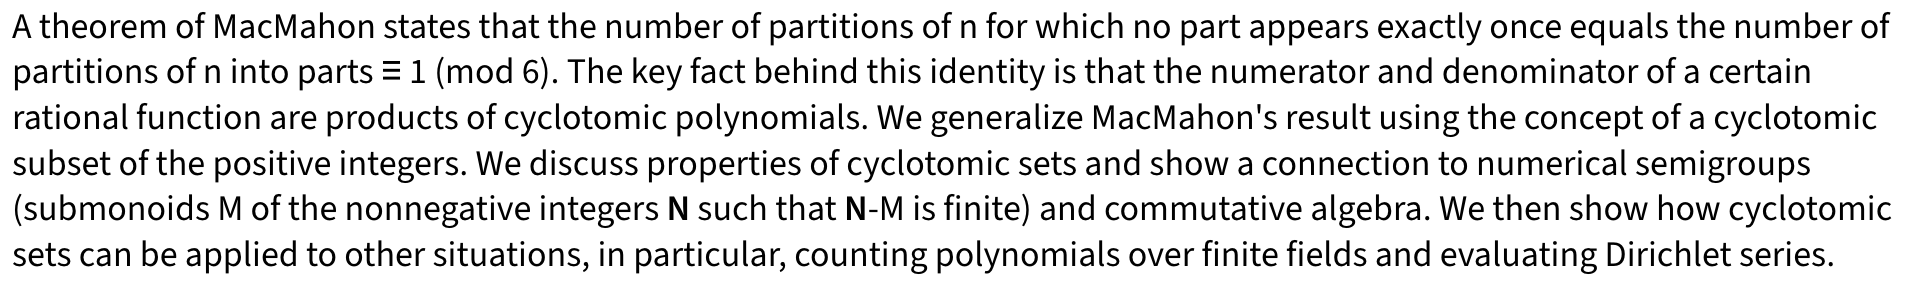 A theorem of MacMahon states that the number of partitions of n for which no part appears exactly once equals the number of
partitions of n into parts ≡ 1 (mod 6). The key fact behind this identity is that the numerator and denominator of a certain
rational function are products of cyclotomic polynomials. We generalize MacMahon's result using the concept of a cyclotomic
subset of the positive integers. We discuss properties of cyclotomic sets and show a connection to numerical semigroups
(submonoids M of the nonnegative integers N such that N-M is finite) and commutative algebra. We then show how cyclotomic
sets can be applied to other situations, in particular, counting polynomials over finite fields and evaluating Dirichlet series.